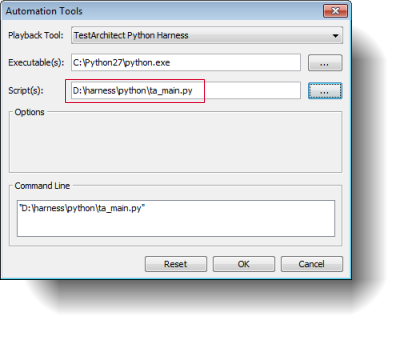 Automation Tools
Playback Tool: TestArchitect Python Harness
Executable(s): C:\Python27\python.exe ...
Script(s): D:\harness\python\ta_main.py ...
Options
Command Line
"D:\harness\python\ta_main.py"
Reset OK Cancel